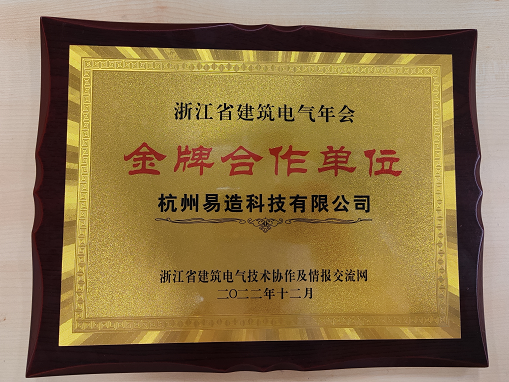 浙江省建筑电气年会
金牌合作单位
杭州易造科技有限公司
浙江省建筑电气技术协作及情报交流网
二〇二二年十二月